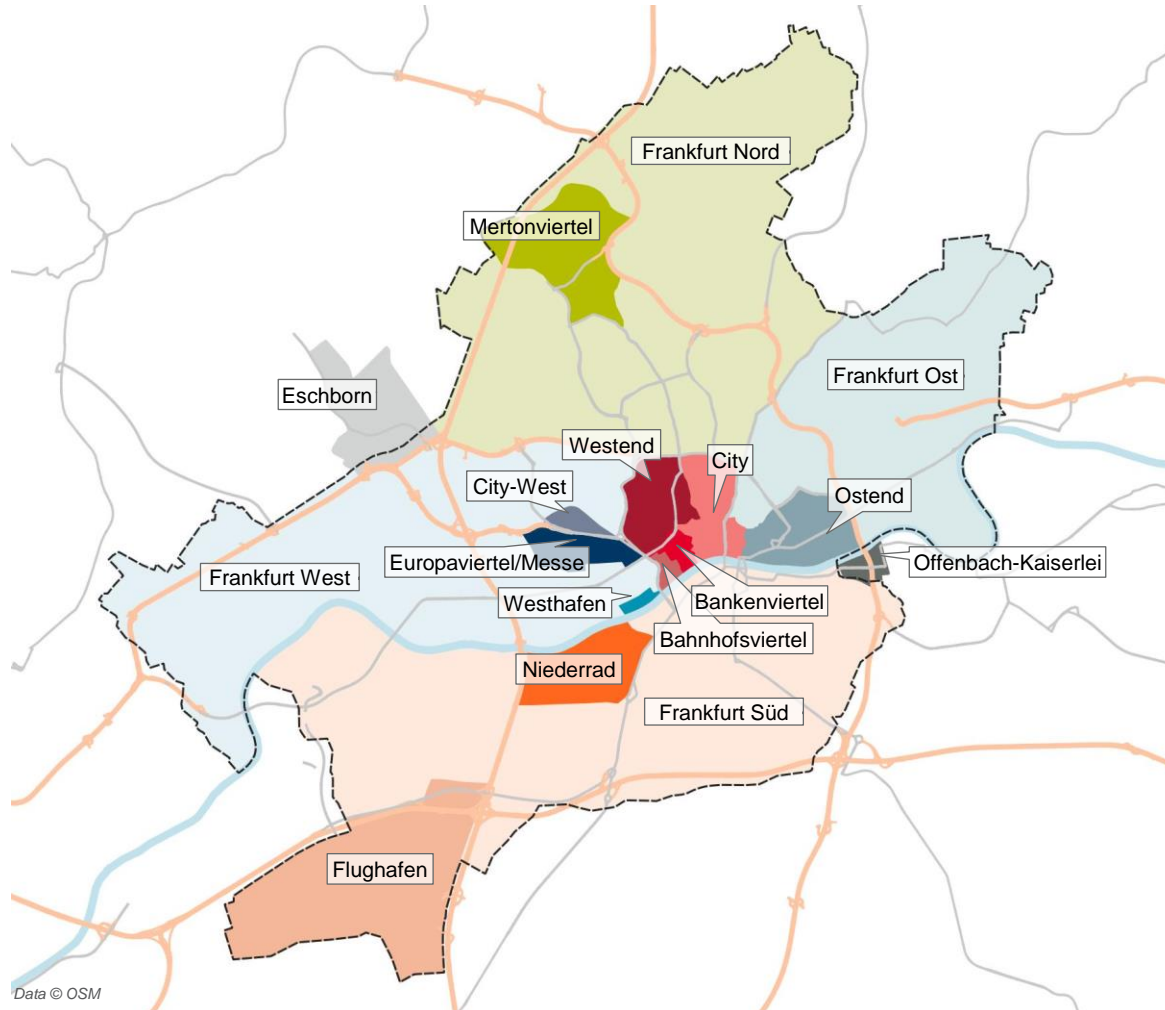 Frankfurt Nord
Mertonviertel
Frankfurt Ost
Eschborn
Westend
City
City-West
Ostend
Europaviertel/Messe
Offenbach-Kaiserlei
Frankfurt West
Westhafen
Bankenviertel
Bahnhofsviertel
Niederrad
Frankfurt Süd
Flughafen
Data © OSM